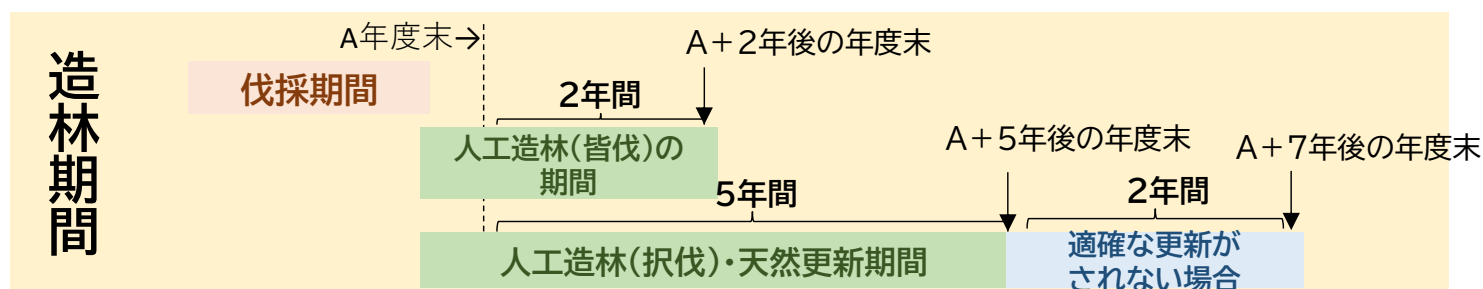 造林期間
A年度末→
A＋2年後の年度末
伐採期間
2年間
人工造林(皆伐)の
期間
A＋5年後の年度末
A＋7年後の年度末
5年間
2年間
人工造林(択伐)・天然更新期間
適確な更新が
されない場合